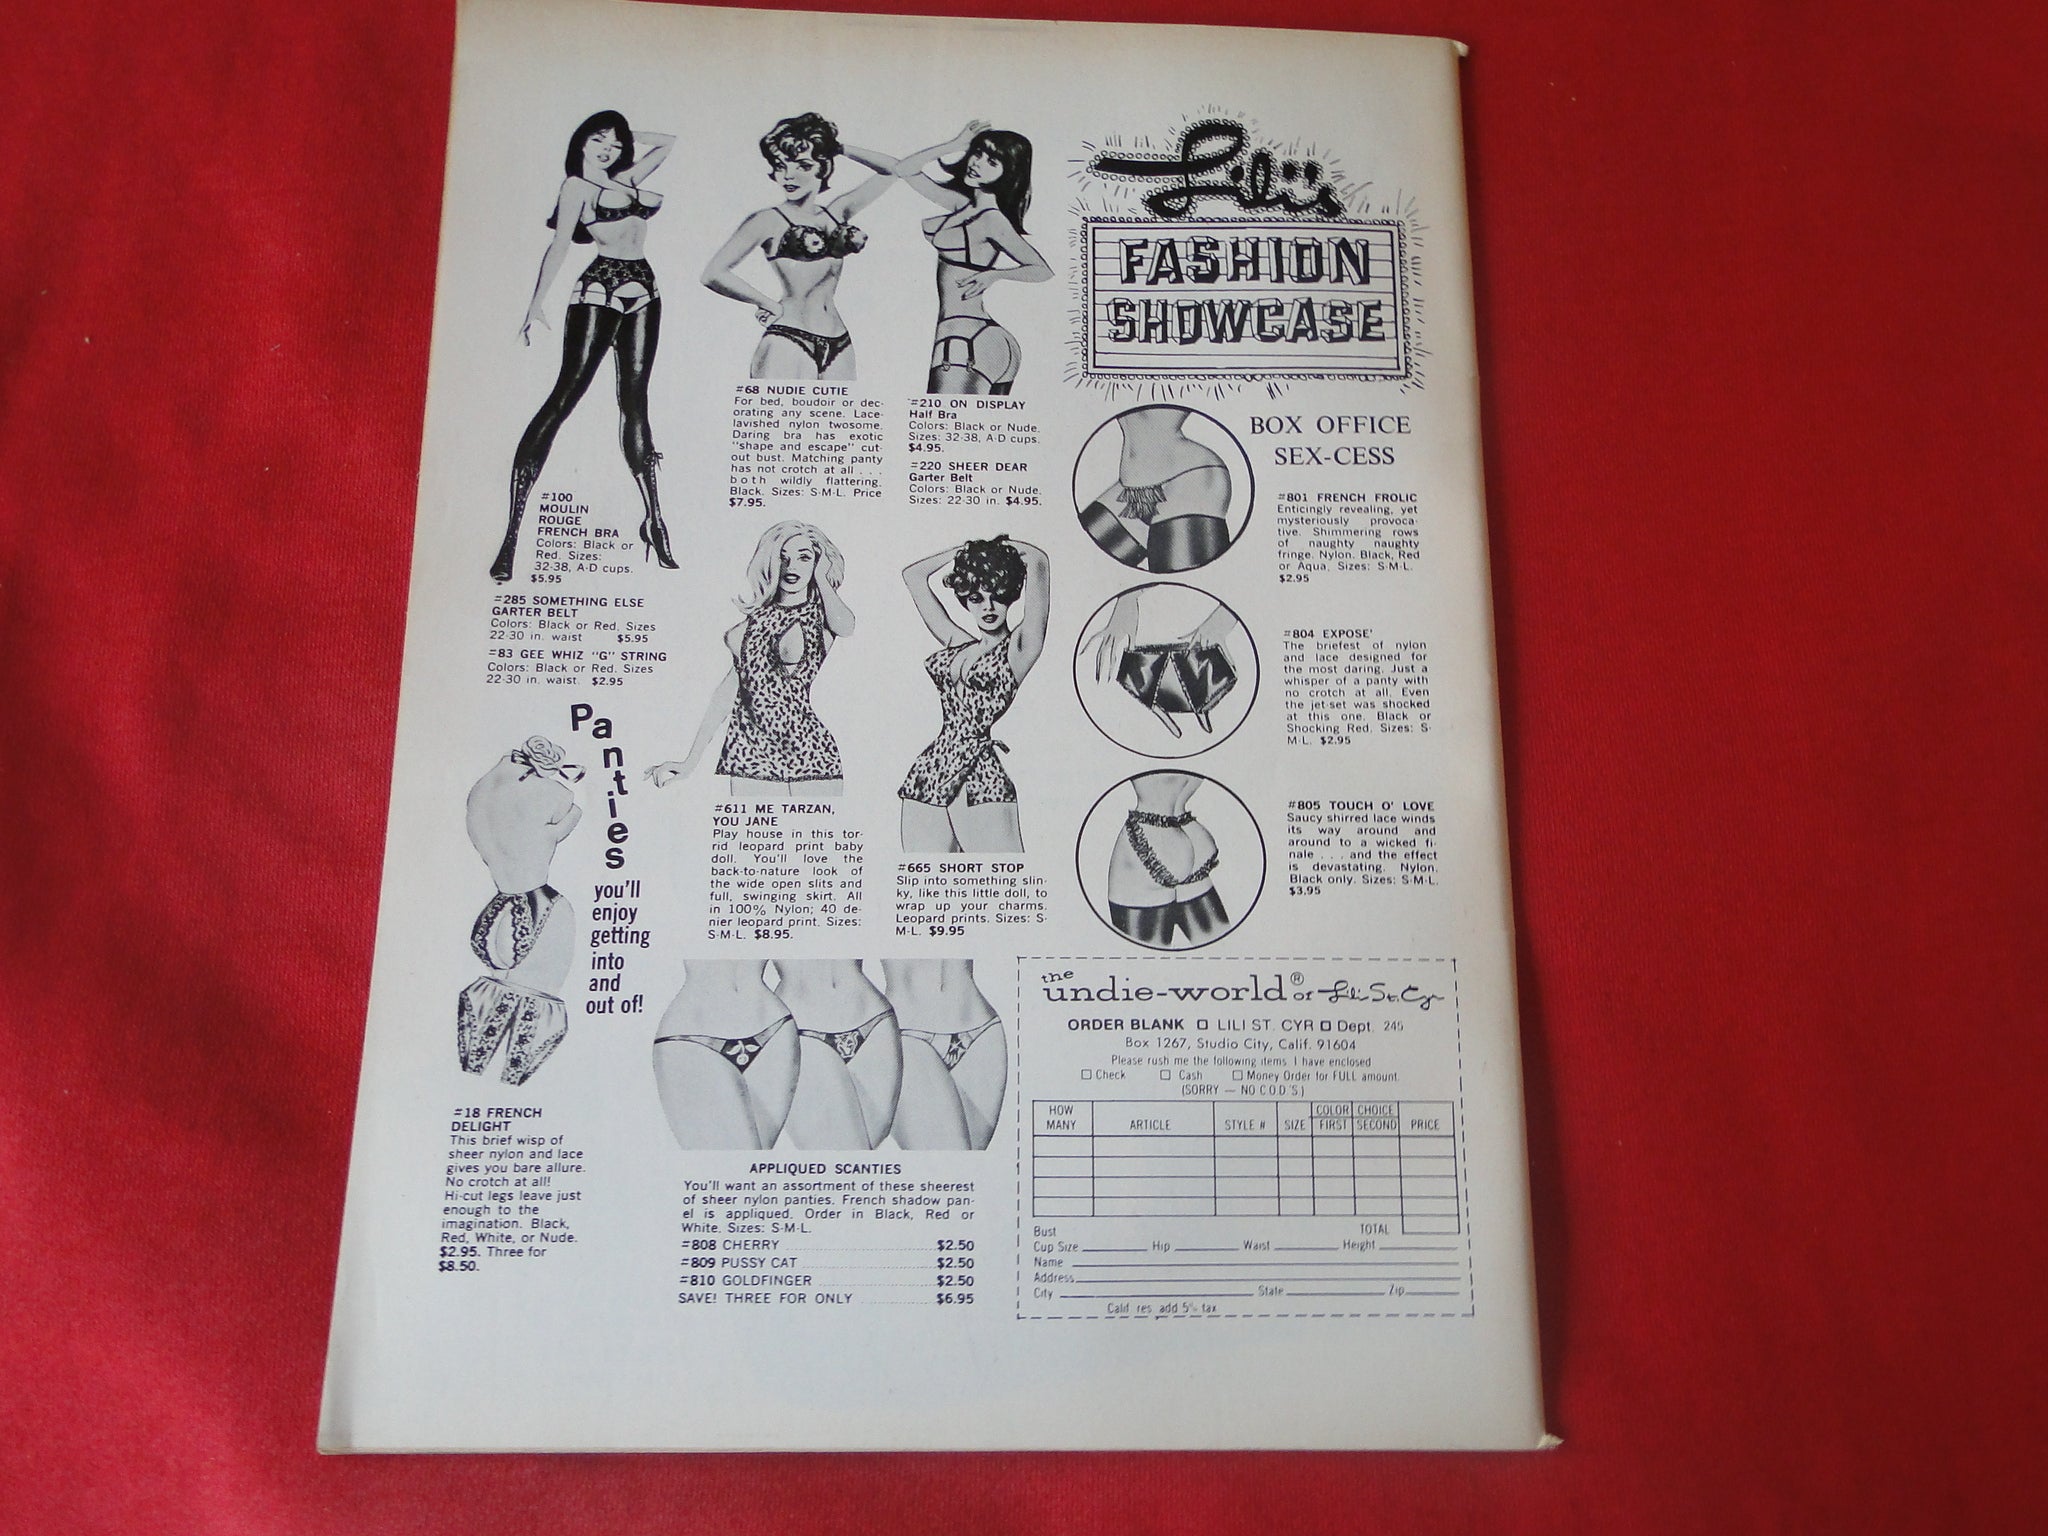 Lili's
FASHION
SHOWCASE
BOX OFFICE
SEX-CESS
#100
MOULIN
ROUGE
FRENCH BRA
Colors: Black or
Red. Sizes:
32-38, A-D cups.
$5.95
#285 SOMETHING ELSE
GARTER BELT
Colors: Black or Red. Sizes
22-30 in. waist $5.95
#83 GEE WHIZ "G" STRING
Colors: Black or Red. Sizes
22-30 in. waist. $2.95
#68 NUDIE CUTIE
For bed, boudoir or dec-
orating any scene. Lace-
lavished nylon twosome.
Daring bra has exotic
"shape and escape" cut-
out bust. Matching panty
has not crotch at all . . .
both wildly flattering.
Black. Sizes: S-M-L. Price
$7.95.
#210 ON DISPLAY
Half Bra
Colors: Black or Nude.
Sizes: 32-38, A-D cups.
$4.95.
#220 SHEER DEAR
Garter Belt
Colors: Black or Nude.
Sizes: 22-30 in. $4.95.
#801 FRENCH FROLIC
Enticingly revealing, yet
mysteriously provoca-
tive. Shimmering rows
of naughty naughty
fringe. Nylon. Black, Red
or Aqua. Sizes: S-M-L.
$2.95
#804 EXPOSE'
The briefest of nylon
and lace designed for
the most daring. Just a
whisper of a panty with
no crotch at all. Even
the jet-set was shocked
at this one. Black or
Shocking Red. Sizes: S-
M-L. $2.95
#805 TOUCH O' LOVE
Saucy shirred lace winds
its way around and
around to a wicked fi-
nale . . . and the effect
is devastating. Nylon.
Black only. Sizes: S-M-L.
$3.95
#611 ME TARZAN,
YOU JANE
Play house in this tor-
rid leopard print baby
doll. You'll love the
back-to-nature look of
the wide open slits and
full, swinging skirt. All
in 100% Nylon; 40 de-
nier leopard print. Sizes:
S-M-L. $8.95.
#665 SHORT STOP
Slip into something slin-
ky, like this little doll, to
wrap up your charms.
Leopard prints. Sizes: S-
M-L. $9.95
Panties
you'll
enjoy
getting
into
and
out of!
#18 FRENCH
DELIGHT
This brief wisp of
sheer nylon and lace
gives you bare allure.
No crotch at all!
Hi-cut legs leave just
enough to the
imagination. Black,
Red, White, or Nude.
$2.95. Three for
$8.50.
APPLIQUED SCANTIES
You'll want an assortment of these sheerest
of sheer nylon panties. French shadow pan-
el is appliqued. Order in Black, Red or
White. Sizes: S-M-L.
#808 CHERRY $2.50
#809 PUSSY CAT $2.50
#810 GOLDFINGER $2.50
SAVE! THREE FOR ONLY $6.95
the
undie-world® of Lili St. Cyr
ORDER BLANK □ LILI ST. CYR □ Dept. 245
Box 1267, Studio City, Calif. 91604
Please rush me the following items I have enclosed
□ Check □ Cash □ Money Order for FULL amount.
(SORRY — NO C.O.D.'S.)
HOW MANY ARTICLE STYLE # SIZE COLOR FIRST CHOICE SECOND PRICE
Bust TOTAL
Cup Size Hip Waist Height
Name
Address
City State Zip
Calif. res. add 5% tax